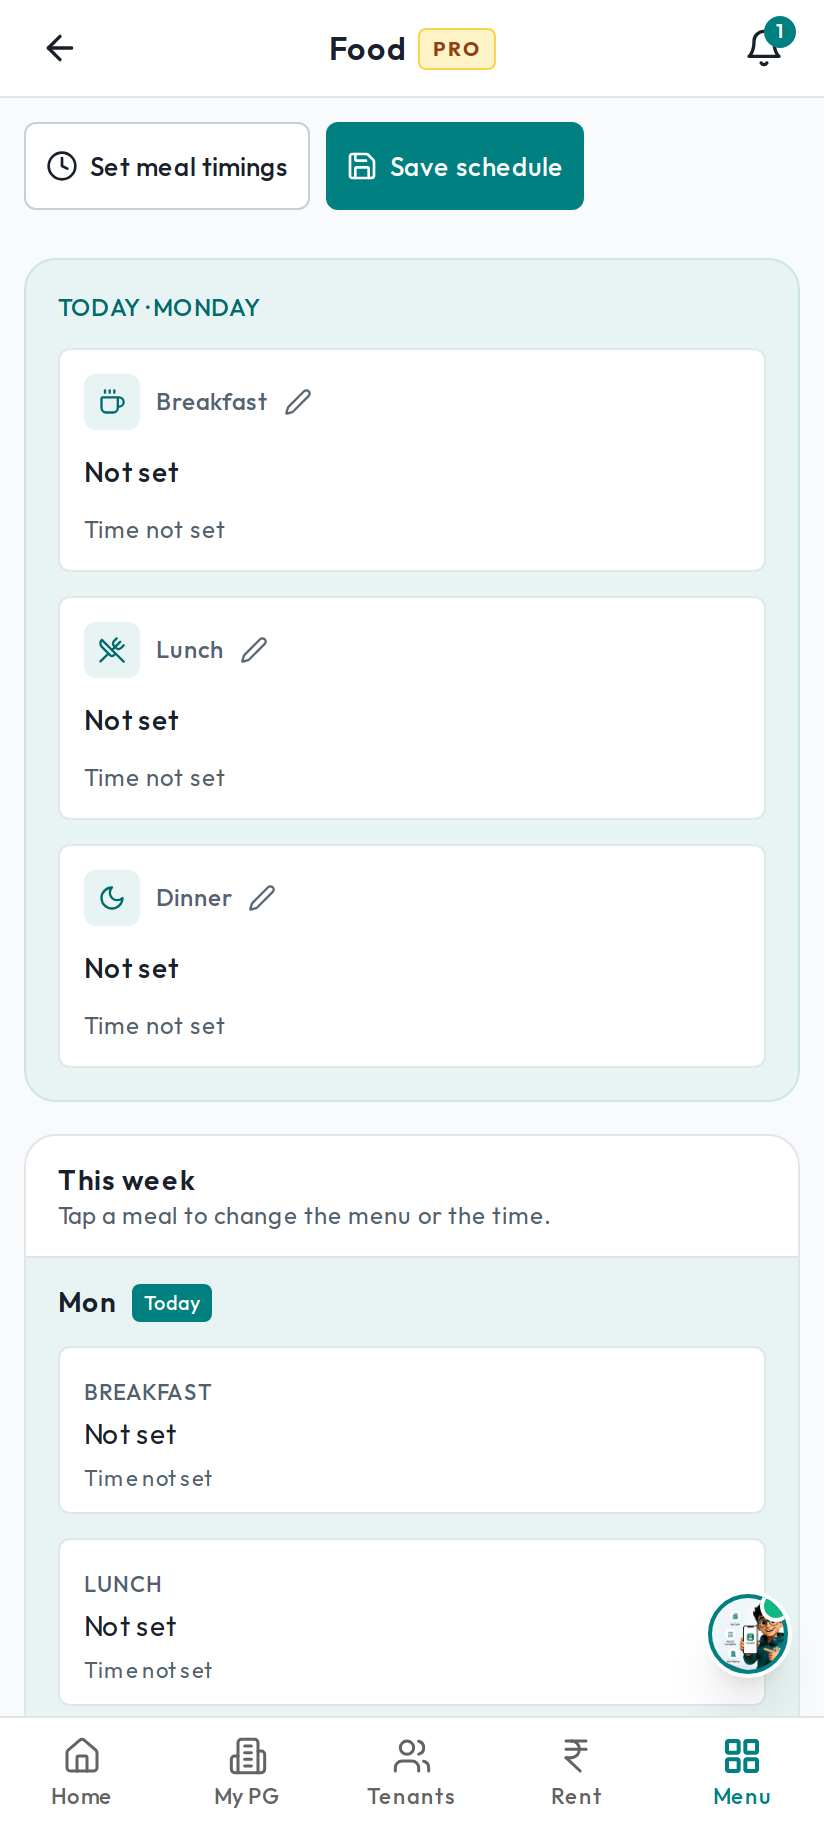 Food PRO
1
Set meal timings
Save schedule
TODAY · MONDAY
Breakfast
Not set
Time not set
Lunch
Not set
Time not set
Dinner
Not set
Time not set
This week
Tap a meal to change the menu or the time.
Mon Today
BREAKFAST
Not set
Time not set
LUNCH
Not set
Time not set
Home
My PG
Tenants
Rent
Menu